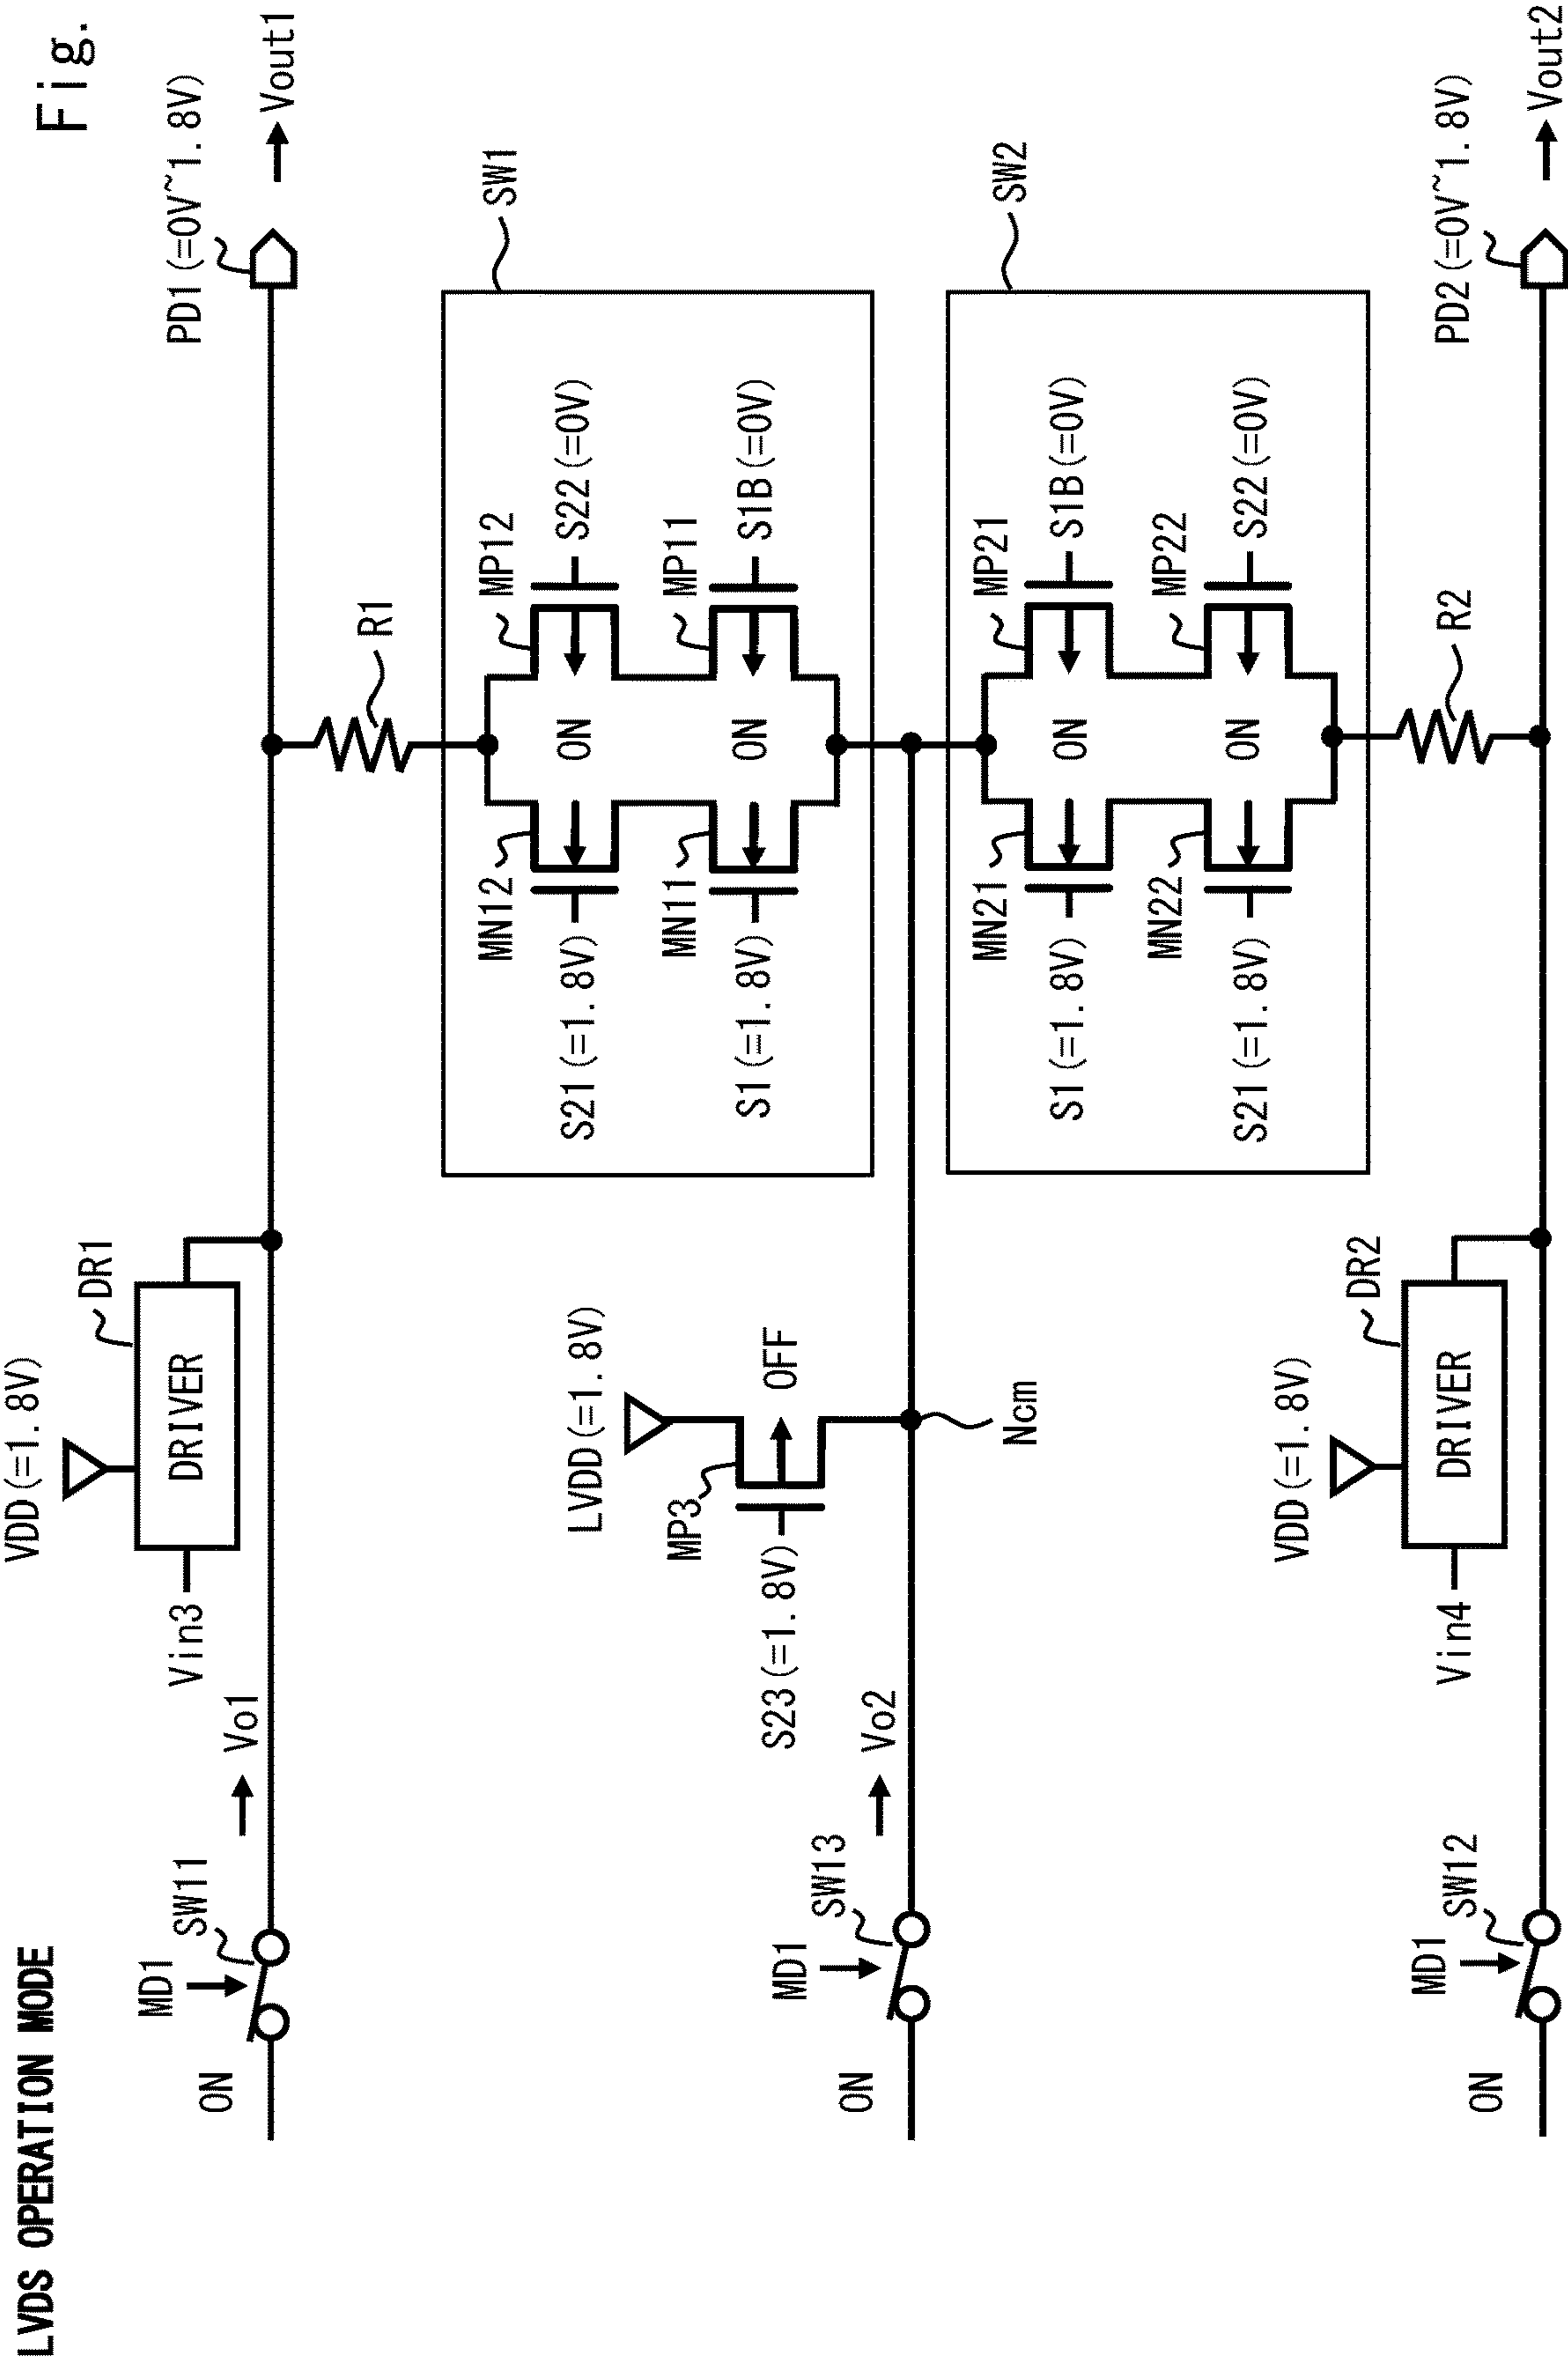 LVDS OPERATION MODE
Fig.
VDD(=1.8V)
DR1
DRIVER
Vin3
Vo1
SW11
MD1
ON
PD1(=0V~1.8V)
Vout1
R1
SW1
MN12
MP12
S21(=1.8V)
ON
S22(=0V)
MN11
MP11
S1(=1.8V)
ON
S1B(=0V)
LVDD(=1.8V)
MP3
OFF
S23(=1.8V)
Vo2
SW13
MD1
ON
Ncm
SW2
MN21
MP21
S1(=1.8V)
ON
S1B(=0V)
MN22
MP22
S21(=1.8V)
ON
S22(=0V)
R2
VDD(=1.8V)
DR2
DRIVER
Vin4
SW12
MD1
ON
PD2(=0V~1.8V)
Vout2